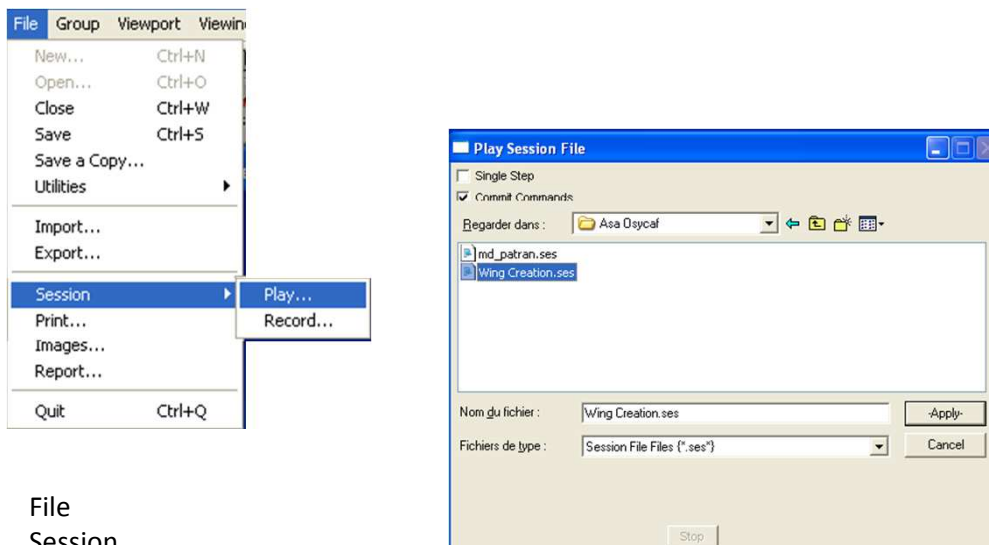 File Group Viewport Viewin
New... Ctrl+N
Open... Ctrl+O
Close Ctrl+W
Save Ctrl+S
Save a Copy...
Utilities
Import...
Export...
Session
Play...
Print...
Record...
Images...
Report...
Quit Ctrl+Q
Play Session File
Single Step
Commit Commands
Regarder dans : Asa Osycaf
md_patran.ses
Wing Creation.ses
Nom du fichier : Wing Creation.ses -Apply-
Fichiers de type : Session File Files {*.ses*} Cancel
Stop
File
Session